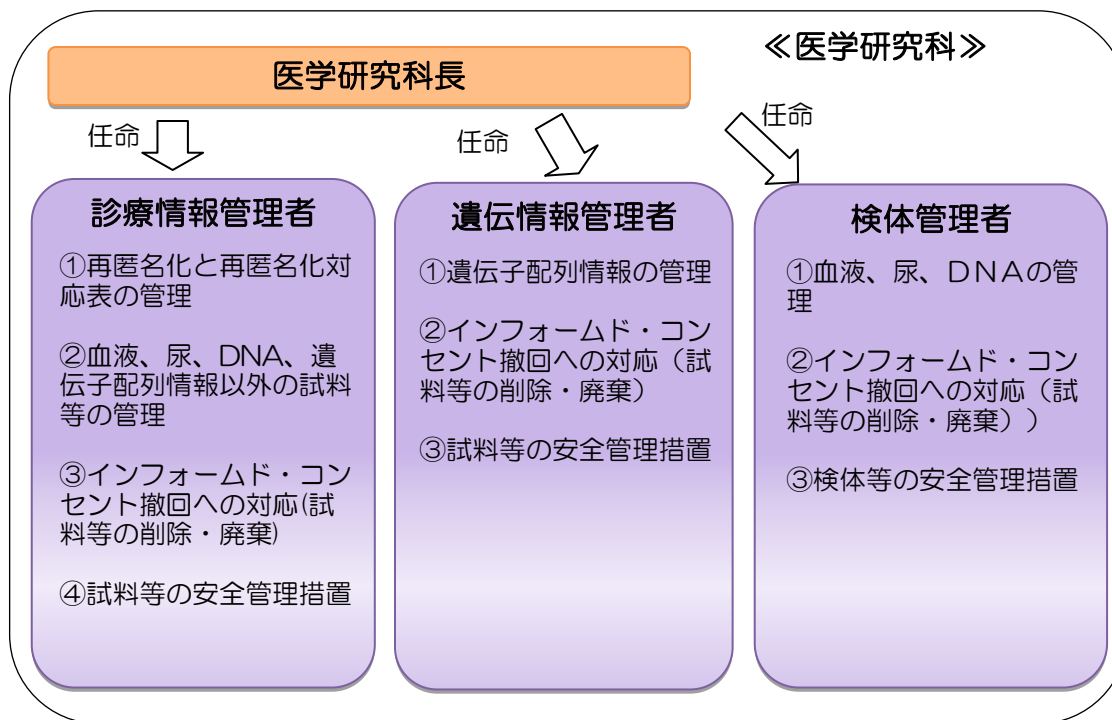 ≪医学研究科≫
医学研究科長
任命
任命
任命
診療情報管理者
①再匿名化と再匿名化対
応表の管理
②血液、尿、DNA、遺
伝子配列情報以外の試料
等の管理
③インフォームド・コン
セント撤回への対応(試
料等の削除・廃棄)
④試料等の安全管理措置
遺伝情報管理者
①遺伝子配列情報の管理
②インフォームド・コン
セント撤回への対応（試
料等の削除・廃棄）
③試料等の安全管理措置
検体管理者
①血液、尿、ＤＮＡの管
理
②インフォームド・コン
セント撤回への対応（試
料等の削除・廃棄））
③検体等の安全管理措置